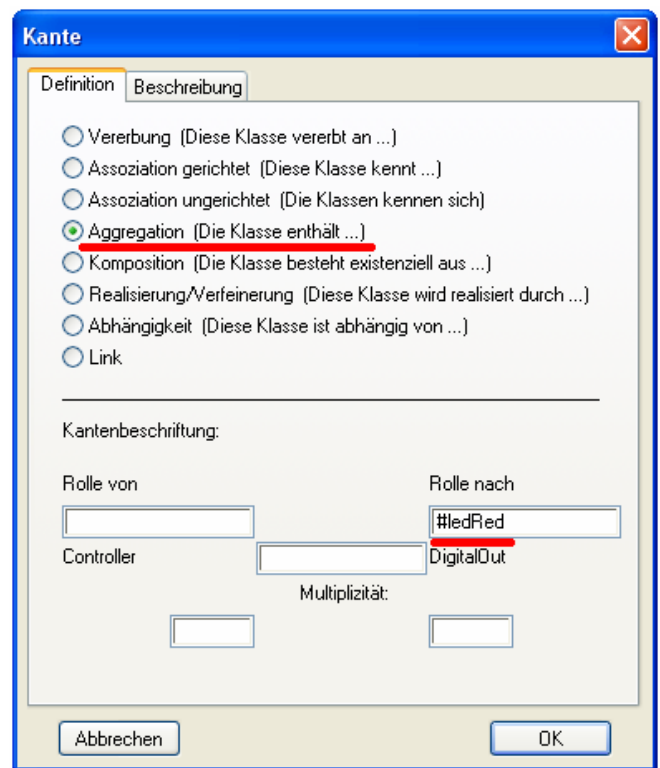 Kante
Definition Beschreibung
Vererbung (Diese Klasse vererbt an ...)
Assoziation gerichtet (Diese Klasse kennt ...)
Assoziation ungerichtet (Die Klassen kennen sich)
Aggregation (Die Klasse enthält ...)
Komposition (Die Klasse besteht existenziell aus ...)
Realisierung/Verfeinerung (Diese Klasse wird realisiert durch ...)
Abhängigkeit (Diese Klasse ist abhängig von ...)
Link
Kantenbeschriftung:
Rolle von Rolle nach
#ledRed
Controller DigitalOut
Multiplizität:
Abbrechen OK